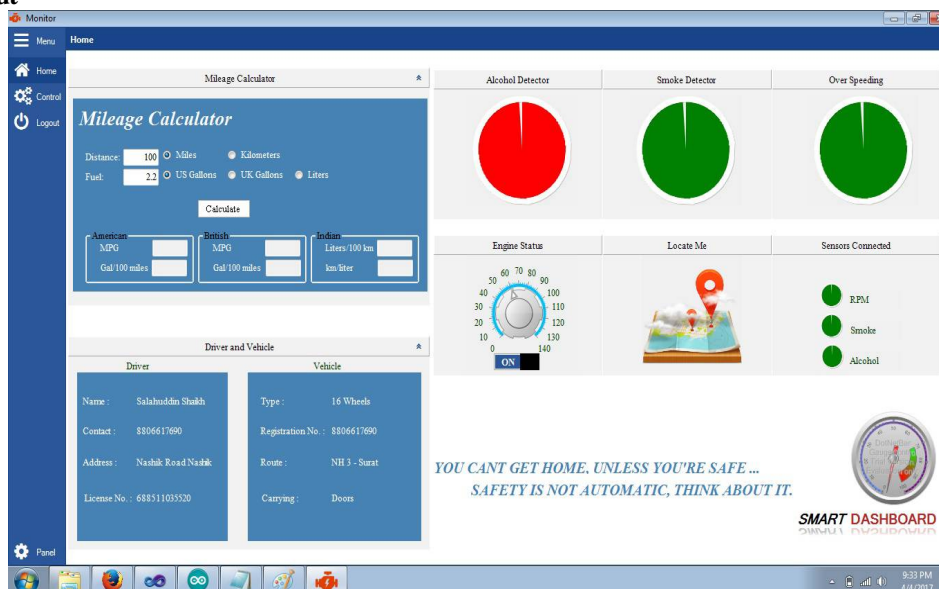 Monitor
Menu
Home
Home
Control
Logout
Panel
Mileage Calculator
Mileage Calculator
Distance: 100 Miles Kilometers
Fuel: 2.2 US Gallons UK Gallons Liters
Calculate
American British Indian
MPG MPG Liters/100 km
Gal/100 miles Gal/100 miles km/liter
Driver and Vehicle
Driver Vehicle
Name : Salahuddin Shaikh Type : 16 Wheels
Contact : 8806617690 Registration No. : 8806617690
Address : Nashik Road Nashik Route : NH 3 - Surat
License No. : 688511035520 Carrying : Doors
Alcohol Detector Smoke Detector Over Speeding
Engine Status Locate Me Sensors Connected
0 10 20 30 40 50 60 70 80 90 100 110 120 130 140
ON
RPM
Smoke
Alcohol
YOU CANT GET HOME. UNLESS YOU'RE SAFE ...
SAFETY IS NOT AUTOMATIC, THINK ABOUT IT.
SMART DASHBOARD
9:33 PM
4/4/2017